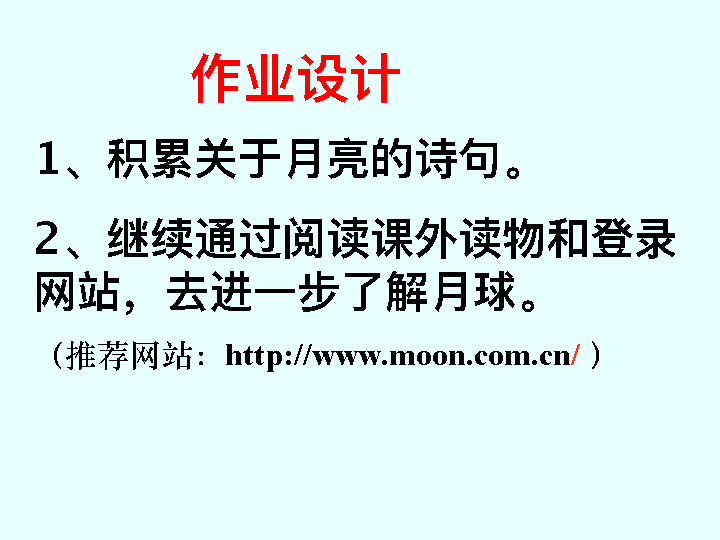 作业设计
1、积累关于月亮的诗句。
2、继续通过阅读课外读物和登录
网站，去进一步了解月球。
（推荐网站：http://www.moon.com.cn/ ）